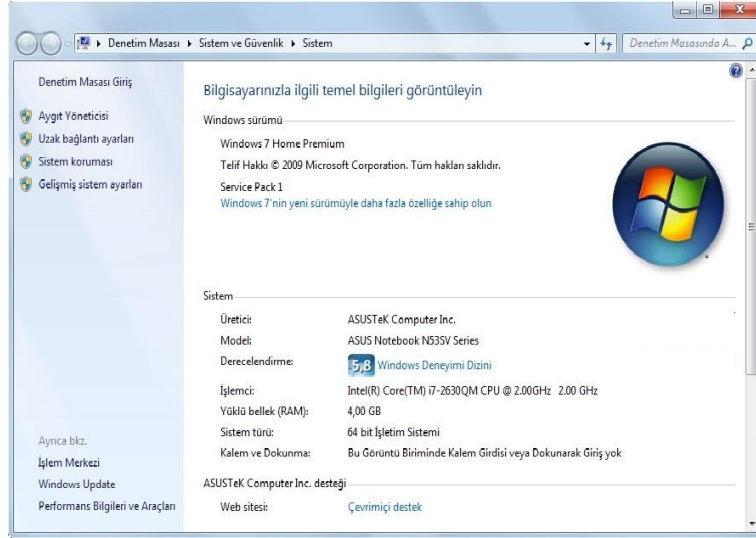 Denetim Masası ▸ Sistem ve Güvenlik ▸ Sistem
Denetim Masasında A...
Denetim Masası Giriş
Aygıt Yöneticisi
Uzak bağlantı ayarları
Sistem koruması
Gelişmiş sistem ayarları
Ayrıca bkz.
İşlem Merkezi
Windows Update
Performans Bilgileri ve Araçları
Bilgisayarınızla ilgili temel bilgileri görüntüleyin
Windows sürümü
Windows 7 Home Premium
Telif Hakkı © 2009 Microsoft Corporation. Tüm hakları saklıdır.
Service Pack 1
Windows 7'nin yeni sürümüyle daha fazla özelliğe sahip olun
Sistem
Üretici: ASUSTeK Computer Inc.
Model: ASUS Notebook N53SV Series
Derecelendirme: 5,8 Windows Deneyimi Dizini
İşlemci: Intel(R) Core(TM) i7-2630QM CPU @ 2.00GHz 2.00 GHz
Yüklü bellek (RAM): 4,00 GB
Sistem türü: 64 bit İşletim Sistemi
Kalem ve Dokunma: Bu Görüntü Biriminde Kalem Girdisi veya Dokunarak Giriş yok
ASUSTeK Computer Inc. desteği
Web sitesi: Çevrimiçi destek